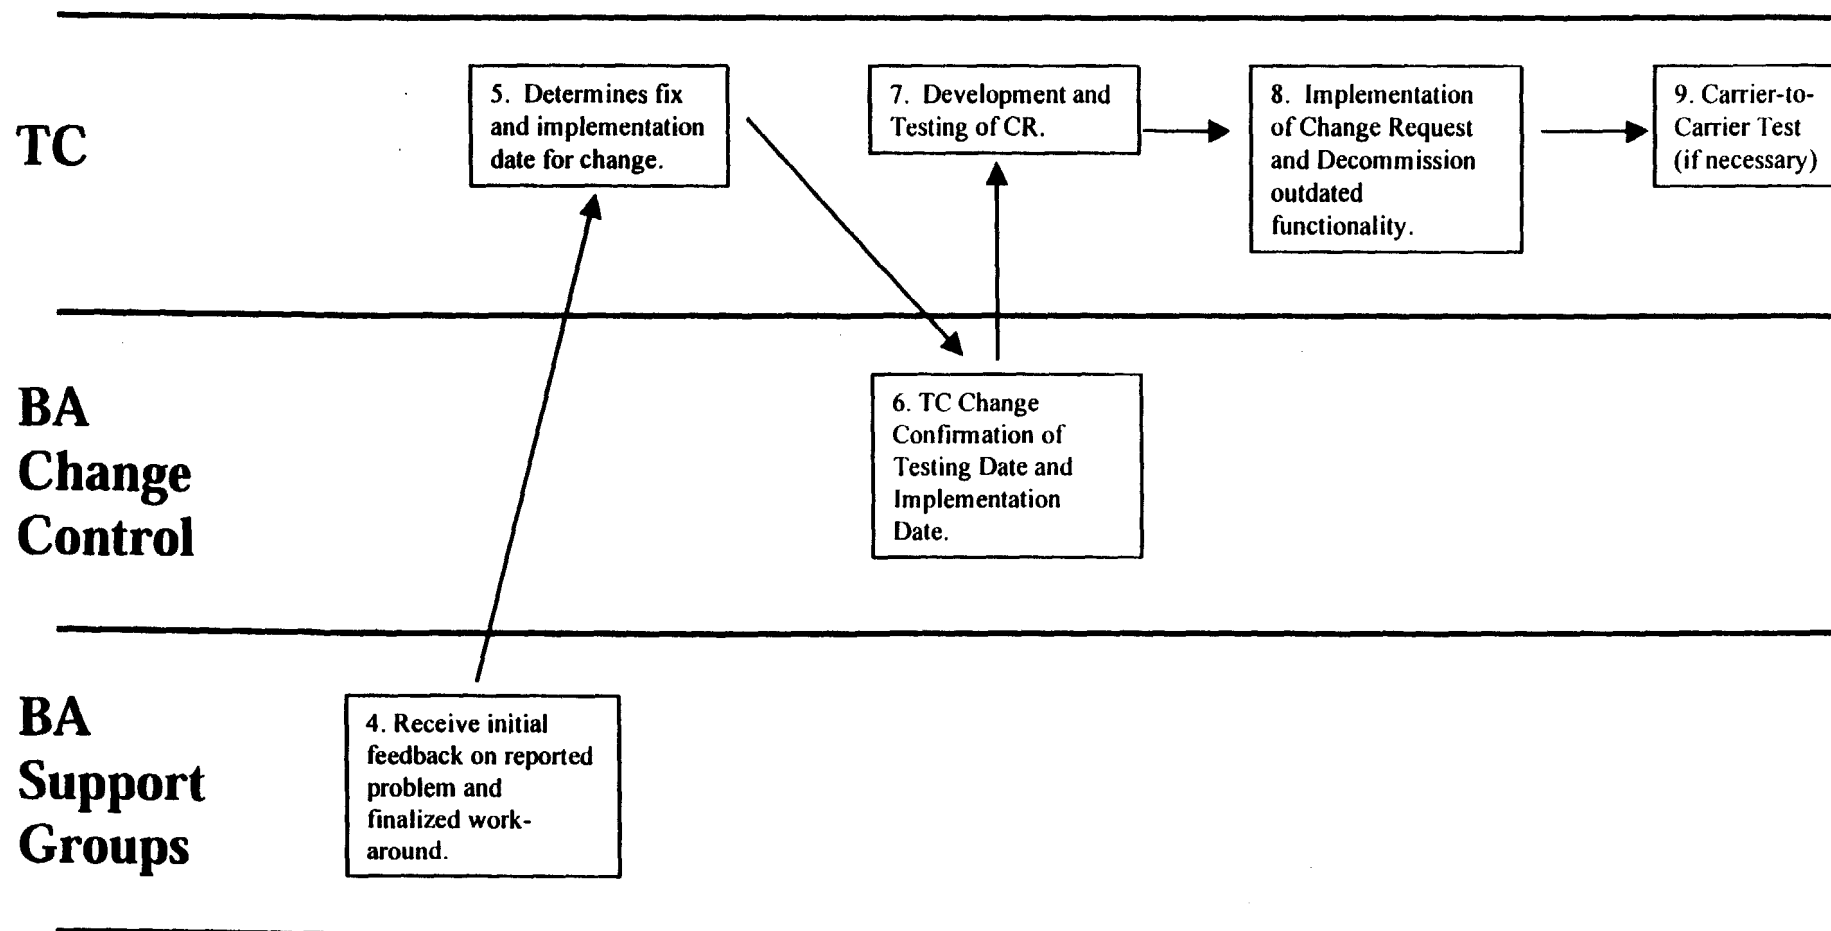 TC
5. Determines fix
and implementation
date for change.
7. Development and
Testing of CR.
8. Implementation
of Change Request
and Decommission
outdated
functionality.
9. Carrier-to-
Carrier Test
(if necessary)
BA
Change
Control
6. TC Change
Confirmation of
Testing Date and
Implementation
Date.
BA
Support
Groups
4. Receive initial
feedback on reported
problem and
finalized work-
around.